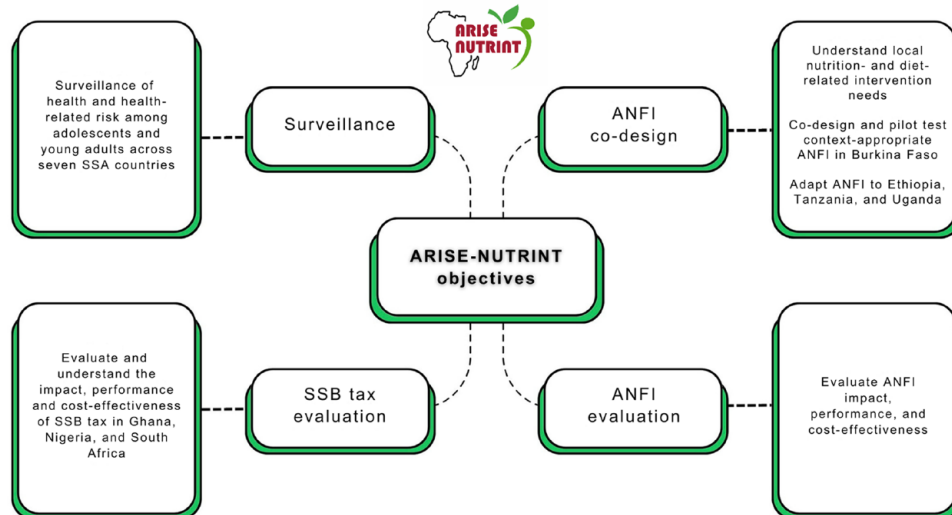 ARISE
NUTRINT
Surveillance of
health and health-
related risk among
adolescents and
young adults across
seven SSA countries
Surveillance
ANFI
co-design
Understand local
nutrition- and diet-
related intervention
needs
Co-design and pilot test
context-appropriate
ANFI in Burkina Faso
Adapt ANFI to Ethiopia,
Tanzania, and Uganda
ARISE-NUTRINT
objectives
Evaluate and
understand the
impact, performance
and cost-effectiveness
of SSB tax in Ghana,
Nigeria, and South
Africa
SSB tax
evaluation
ANFI
evaluation
Evaluate ANFI
impact,
performance, and
cost-effectiveness